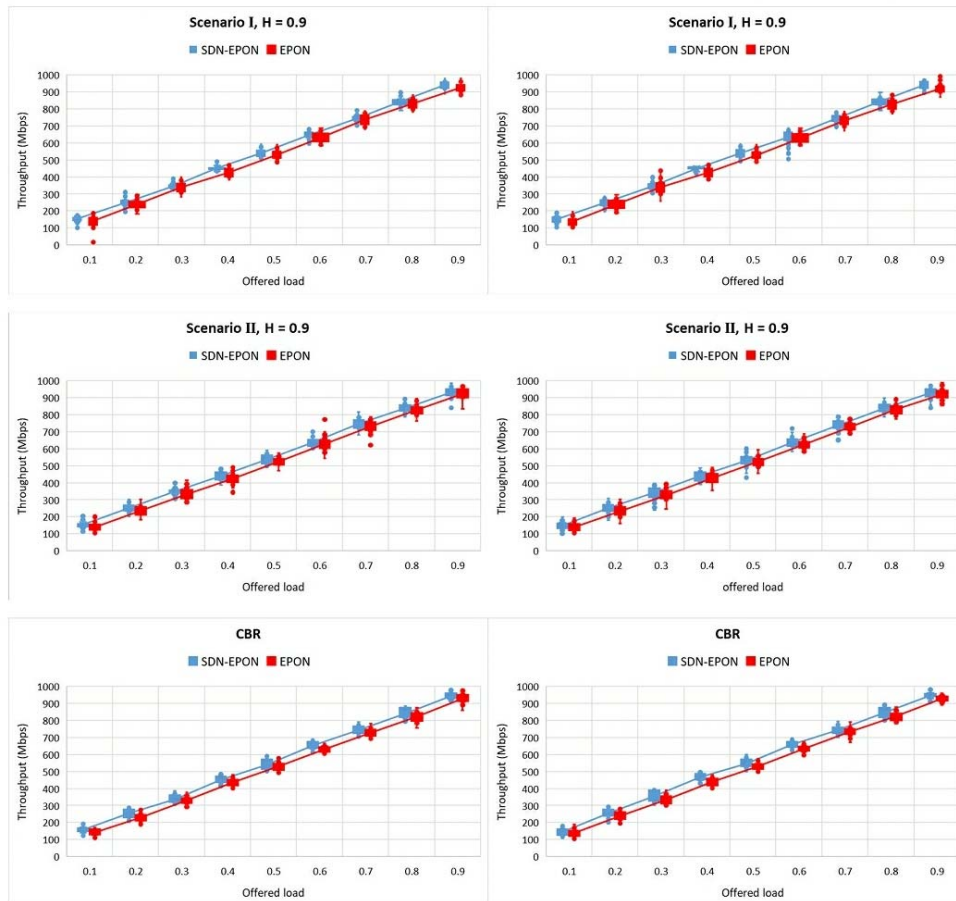 Scenario I, H = 0.9
SDN-EPON EPON
Throughput (Mbps)
1000
900
800
700
600
500
400
300
200
100
0
0.1 0.2 0.3 0.4 0.5 0.6 0.7 0.8 0.9
Offered load
Scenario I, H = 0.9
SDN-EPON EPON
Throughput (Mbps)
1000
900
800
700
600
500
400
300
200
100
0
0.1 0.2 0.3 0.4 0.5 0.6 0.7 0.8 0.9
Offered load
Scenario II, H = 0.9
SDN-EPON EPON
Throughput (Mbps)
1000
900
800
700
600
500
400
300
200
100
0
0.1 0.2 0.3 0.4 0.5 0.6 0.7 0.8 0.9
Offered load
Scenario II, H = 0.9
SDN-EPON EPON
Throughput (Mbps)
1000
900
800
700
600
500
400
300
200
100
0
0.1 0.2 0.3 0.4 0.5 0.6 0.7 0.8 0.9
offered load
CBR
SDN-EPON EPON
Throughput (Mbps)
1000
900
800
700
600
500
400
300
200
100
0
0.1 0.2 0.3 0.4 0.5 0.6 0.7 0.8 0.9
Offered load
CBR
SDN-EPON EPON
Throughput (Mbps)
1000
900
800
700
600
500
400
300
200
100
0
0.1 0.2 0.3 0.4 0.5 0.6 0.7 0.8 0.9
Offered load